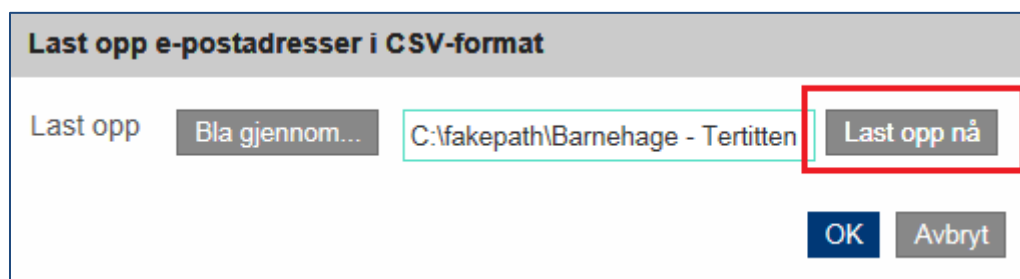 Last opp e-postadresser i CSV-format
Last opp Bla gjennom... C:\fakepath\Barnehage - Tertitten Last opp nå
OK Avbryt